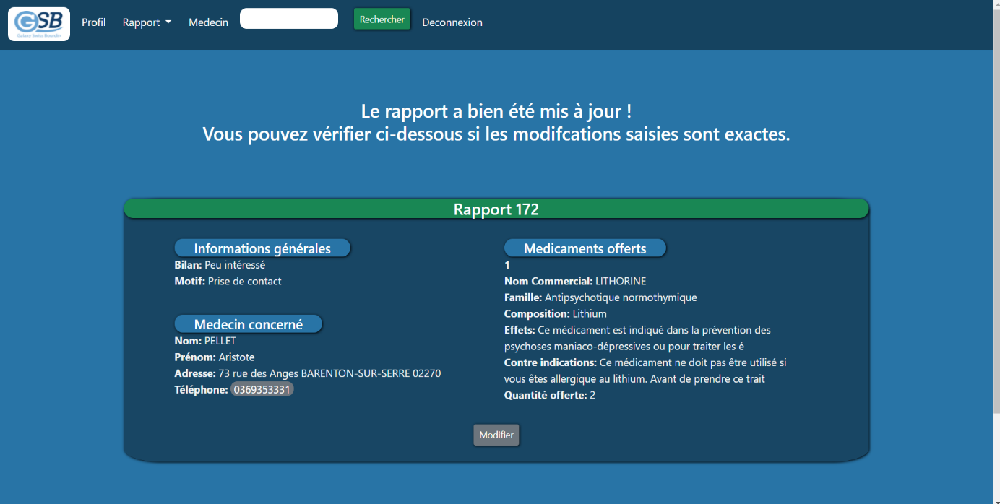 GSB
Galaxy Swiss Bourdin
Profil
Rapport
Medecin
Rechercher
Deconnexion
Le rapport a bien été mis à jour !
Vous pouvez vérifier ci-dessous si les modifcations saisies sont exactes.
Rapport 172
Informations générales
Bilan: Peu intéressé
Motif: Prise de contact
Medecin concerné
Nom: PELLET
Prénom: Aristote
Adresse: 73 rue des Anges BARENTON-SUR-SERRE 02270
Téléphone: 0369353331
Medicaments offerts
1
Nom Commercial: LITHORINE
Famille: Antipsychotique normothymique
Composition: Lithium
Effets: Ce médicament est indiqué dans la prévention des
psychoses maniaco-dépressives ou pour traiter les é
Contre indications: Ce médicament ne doit pas être utilisé si
vous êtes allergique au lithium. Avant de prendre ce trait
Quantité offerte: 2
Modifier